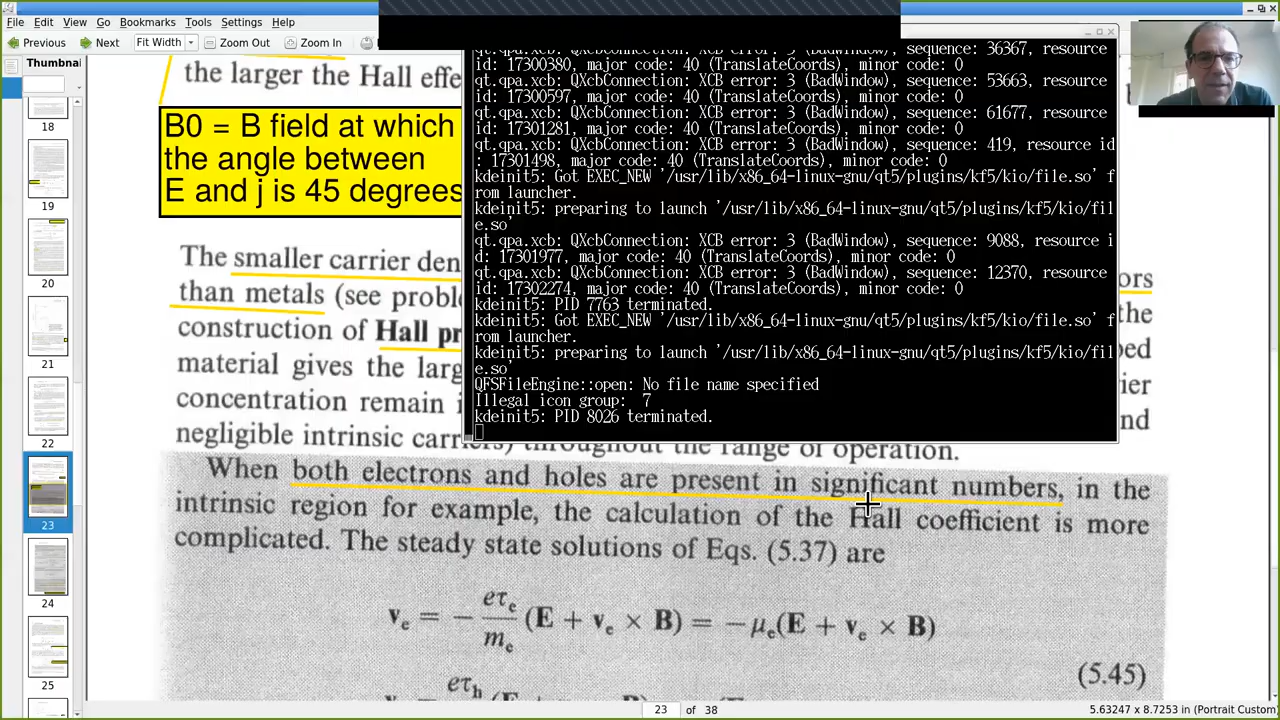 File Edit View Go Bookmarks Tools Settings Help
Previous Next Fit Width Zoom Out Zoom In
Thumbnai
18
19
20
21
22
23
24
25
the larger the Hall effe
B0 = B field at which
the angle between
E and j is 45 degrees
The smaller carrier den
ors
than metals (see proble
the
construction of Hall pr
ped
material gives the larg
rier
concentration remain i
and
negligible intrinsic carriers) throughout the range of operation.
qt.qpa.xcb: QXcbConnection: XCB error: 3 (BadWindow), sequence: 36367, resource
id: 17300380, major code: 40 (TranslateCoords), minor code: 0
qt.qpa.xcb: QXcbConnection: XCB error: 3 (BadWindow), sequence: 53663, resource
id: 17300597, major code: 40 (TranslateCoords), minor code: 0
qt.qpa.xcb: QXcbConnection: XCB error: 3 (BadWindow), sequence: 61677, resource
id: 17301281, major code: 40 (TranslateCoords), minor code: 0
qt.qpa.xcb: QXcbConnection: XCB error: 3 (BadWindow), sequence: 419, resource id
: 17301498, major code: 40 (TranslateCoords), minor code: 0
kdeinit5: Got EXEC_NEW '/usr/lib/x86_64-linux-gnu/qt5/plugins/kf5/kio/file.so' f
rom launcher.
kdeinit5: preparing to launch '/usr/lib/x86_64-linux-gnu/qt5/plugins/kf5/kio/fil
e.so'
qt.qpa.xcb: QXcbConnection: XCB error: 3 (BadWindow), sequence: 9088, resource i
d: 17301977, major code: 40 (TranslateCoords), minor code: 0
qt.qpa.xcb: QXcbConnection: XCB error: 3 (BadWindow), sequence: 12370, resource
id: 17302274, major code: 40 (TranslateCoords), minor code: 0
kdeinit5: PID 7763 terminated.
kdeinit5: Got EXEC_NEW '/usr/lib/x86_64-linux-gnu/qt5/plugins/kf5/kio/file.so' f
rom launcher.
kdeinit5: preparing to launch '/usr/lib/x86_64-linux-gnu/qt5/plugins/kf5/kio/fil
e.so'
QFSFileEngine::open: No file name specified
Illegal icon group: 7
kdeinit5: PID 8026 terminated.
When both electrons and holes are present in significant numbers, in the
intrinsic region for example, the calculation of the Hall coefficient is more
complicated. The steady state solutions of Eqs. (5.37) are
vₑ = − eτₑ/mₑ (E + vₑ × B) = −μₑ(E + vₑ × B)
(5.45)
23 of 38
5.63247 x 8.7253 in (Portrait Custom)